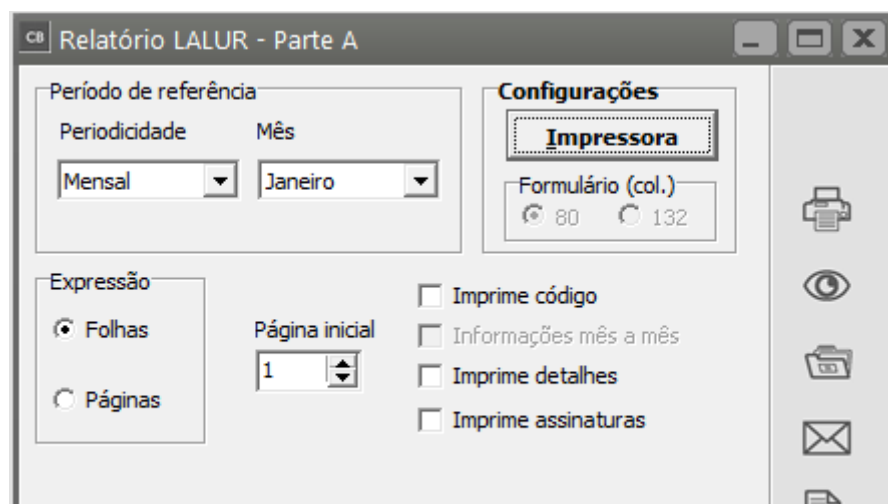 CB Relatório LALUR - Parte A
Período de referência
Periodicidade Mês
Mensal Janeiro
Configurações
Impressora
Formulário (col.)
80 132
Expressão
Folhas
Páginas
Página inicial
1
Imprime código
Informações mês a mês
Imprime detalhes
Imprime assinaturas